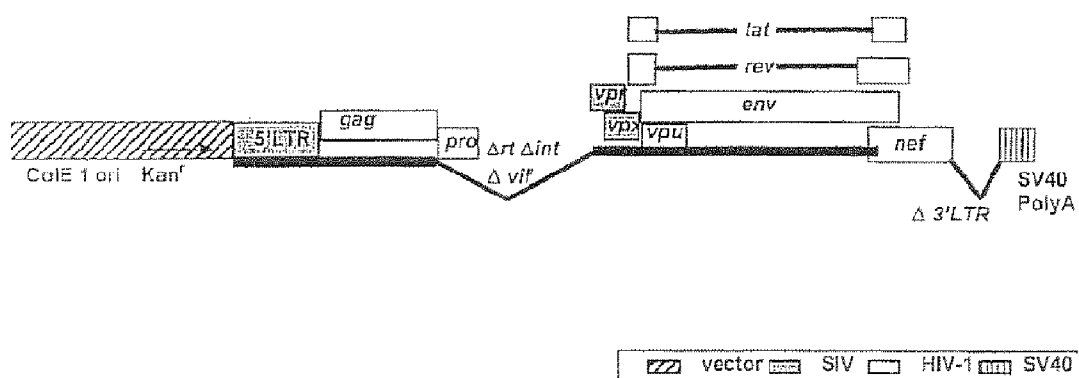 tat
rev
vpr
env
gag
5'LTR
vpx
vpu
pro
Δrt Δint
nef
ColE 1 ori
Kanʳ
Δ vif
SV40
PolyA
Δ 3'LTR
vector
SIV
HIV-1
SV40